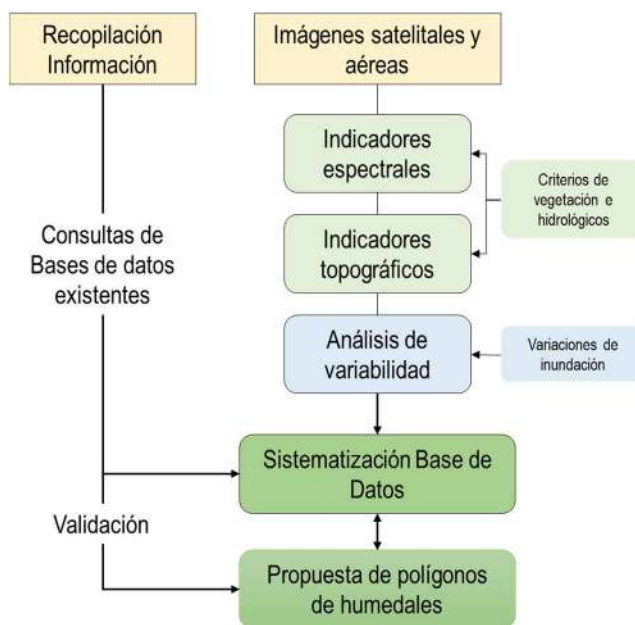 Recopilación
Información
Imágenes satelitales y
aéreas
Indicadores
espectrales
Criterios de
vegetación e
hidrológicos
Consultas de
Bases de datos
existentes
Indicadores
topográficos
Análisis de
variabilidad
Variaciones de
inundación
Sistematización Base de
Datos
Validación
Propuesta de polígonos
de humedales